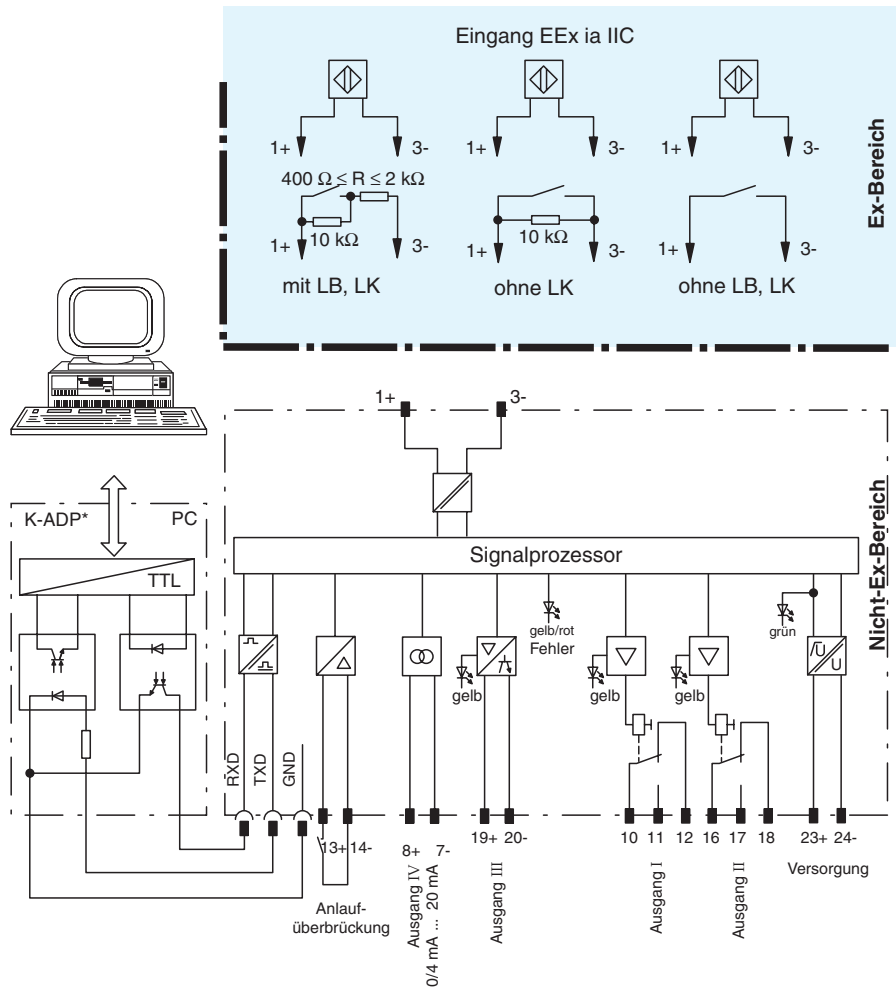 Eingang EEx ia IIC
1+ 3- 1+ 3- 1+ 3-
400 Ω ≤ R ≤ 2 kΩ
10 kΩ 10 kΩ
1+ 3- 1+ 3- 1+ 3-
mit LB, LK ohne LK ohne LB, LK
Ex-Bereich
1+ 3-
K-ADP* PC
TTL
Signalprozessor
Nicht-Ex-Bereich
gelb/rot
Fehler
grün
gelb gelb gelb
U
U
RXD
TXD
GND
13+ 14- 8+ 7- 19+ 20- 10 11 12 16 17 18 23+ 24-
Anlauf-
überbrückung
Ausgang IV
0/4 mA ... 20 mA
Ausgang III
Ausgang I
Ausgang II
Versorgung